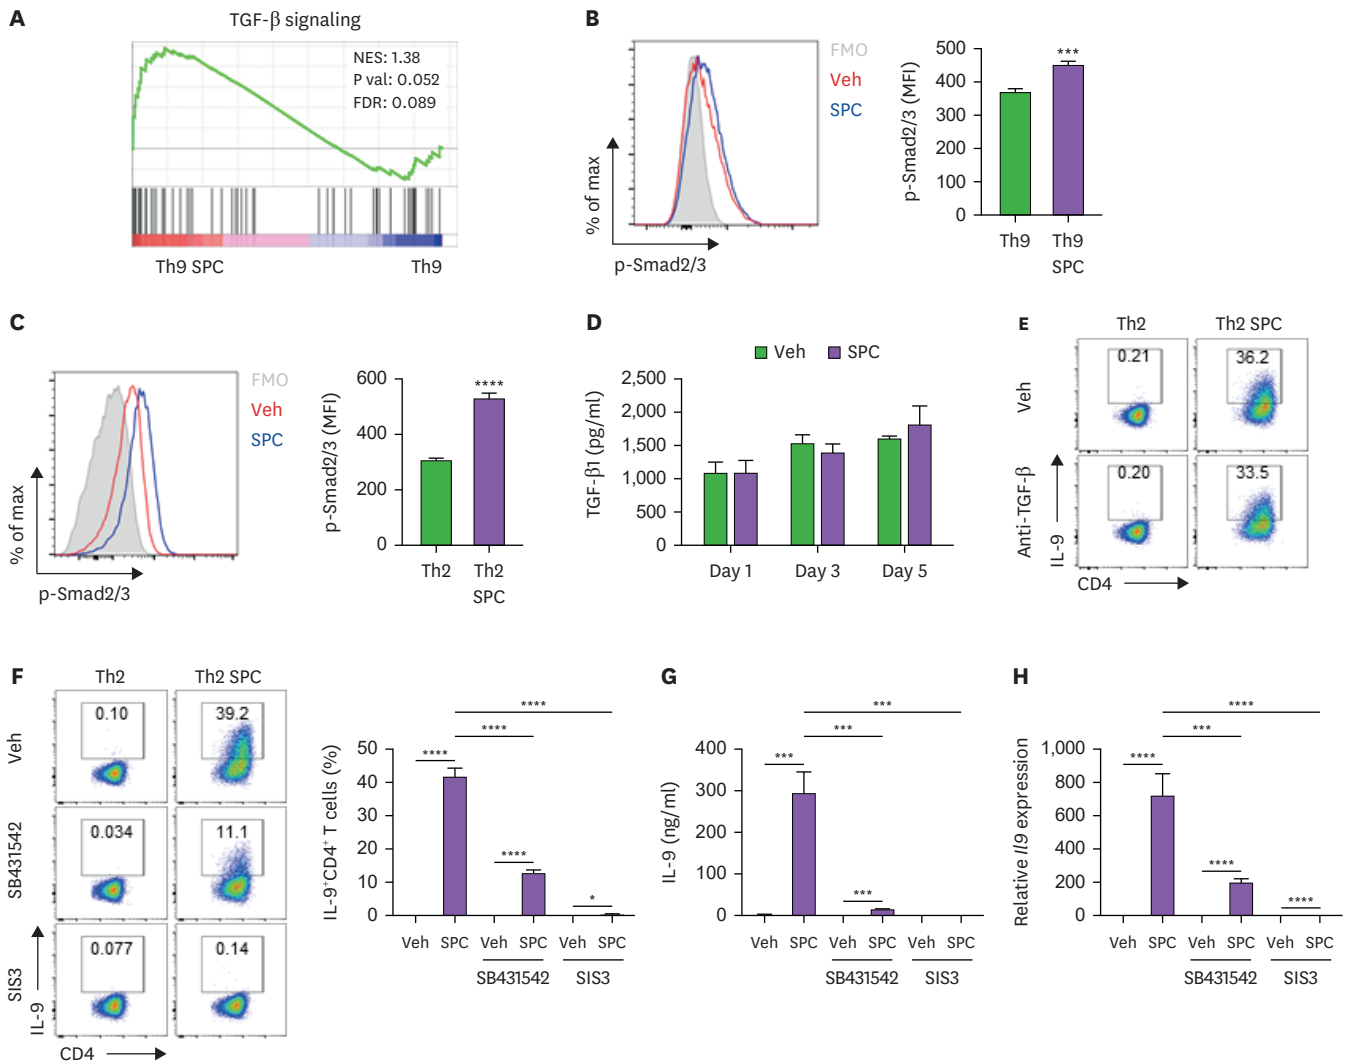 A
TGF-β signaling
NES: 1.38
P val: 0.052
FDR: 0.089
Th9 SPC
Th9
B
FMO
Veh
SPC
% of max
p-Smad2/3
p-Smad2/3 (MFI)
500
400
300
200
100
0
***
Th9
Th9
SPC
C
FMO
Veh
SPC
% of max
p-Smad2/3
p-Smad2/3 (MFI)
600
400
200
0
****
Th2
Th2
SPC
D
Veh
SPC
TGF-β1 (pg/ml)
2,500
2,000
1,500
1,000
500
0
Day 1
Day 3
Day 5
E
Th2
Th2 SPC
Veh
0.21
36.2
Anti-TGF-β
0.20
33.5
IL-9
CD4
F
Th2
Th2 SPC
Veh
0.10
39.2
SB431542
0.034
11.1
SIS3
0.077
0.14
IL-9
CD4
IL-9⁺CD4⁺ T cells (%)
50
40
30
20
10
0
****
****
****
****
*
Veh
SPC
Veh
SPC
Veh
SPC
SB431542
SIS3
G
IL-9 (ng/ml)
400
300
200
100
0
***
***
***
***
Veh
SPC
Veh
SPC
Veh
SPC
SB431542
SIS3
H
Relative Il9 expression
1,000
800
600
400
200
0
****
***
****
****
****
Veh
SPC
Veh
SPC
Veh
SPC
SB431542
SIS3